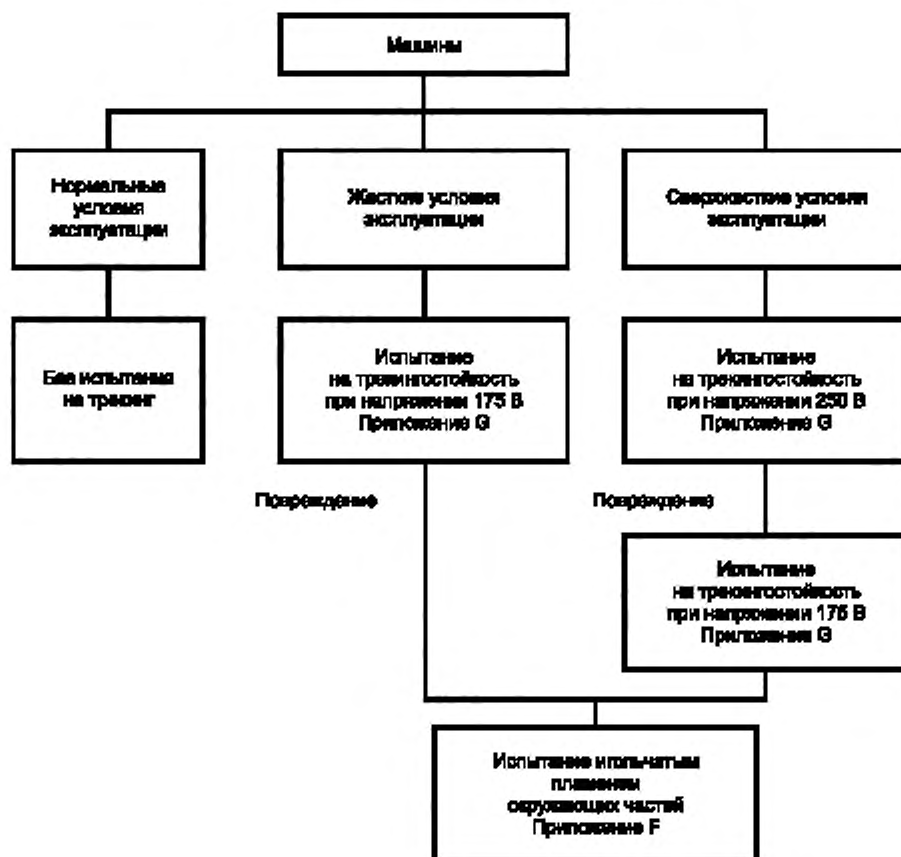 Машины
Нормальные
условия
эксплуатации
Жесткие условия
эксплуатации
Сверхжесткие условия
эксплуатации
Без испытания
на трекинг
Испытание
на трекингостойкость
при напряжении 175 В
Приложение G
Испытание
на трекингостойкость
при напряжении 250 В
Приложение G
Повреждение
Повреждение
Испытание
на трекингостойкость
при напряжении 175 В
Приложение G
Испытание игольчатым
пламенем
окружающих частей
Приложение F